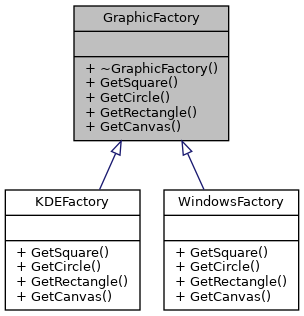 GraphicFactory
+ ~GraphicFactory()
+ GetSquare()
+ GetCircle()
+ GetRectangle()
+ GetCanvas()
KDEFactory
+ GetSquare()
+ GetCircle()
+ GetRectangle()
+ GetCanvas()
WindowsFactory
+ GetSquare()
+ GetCircle()
+ GetRectangle()
+ GetCanvas()